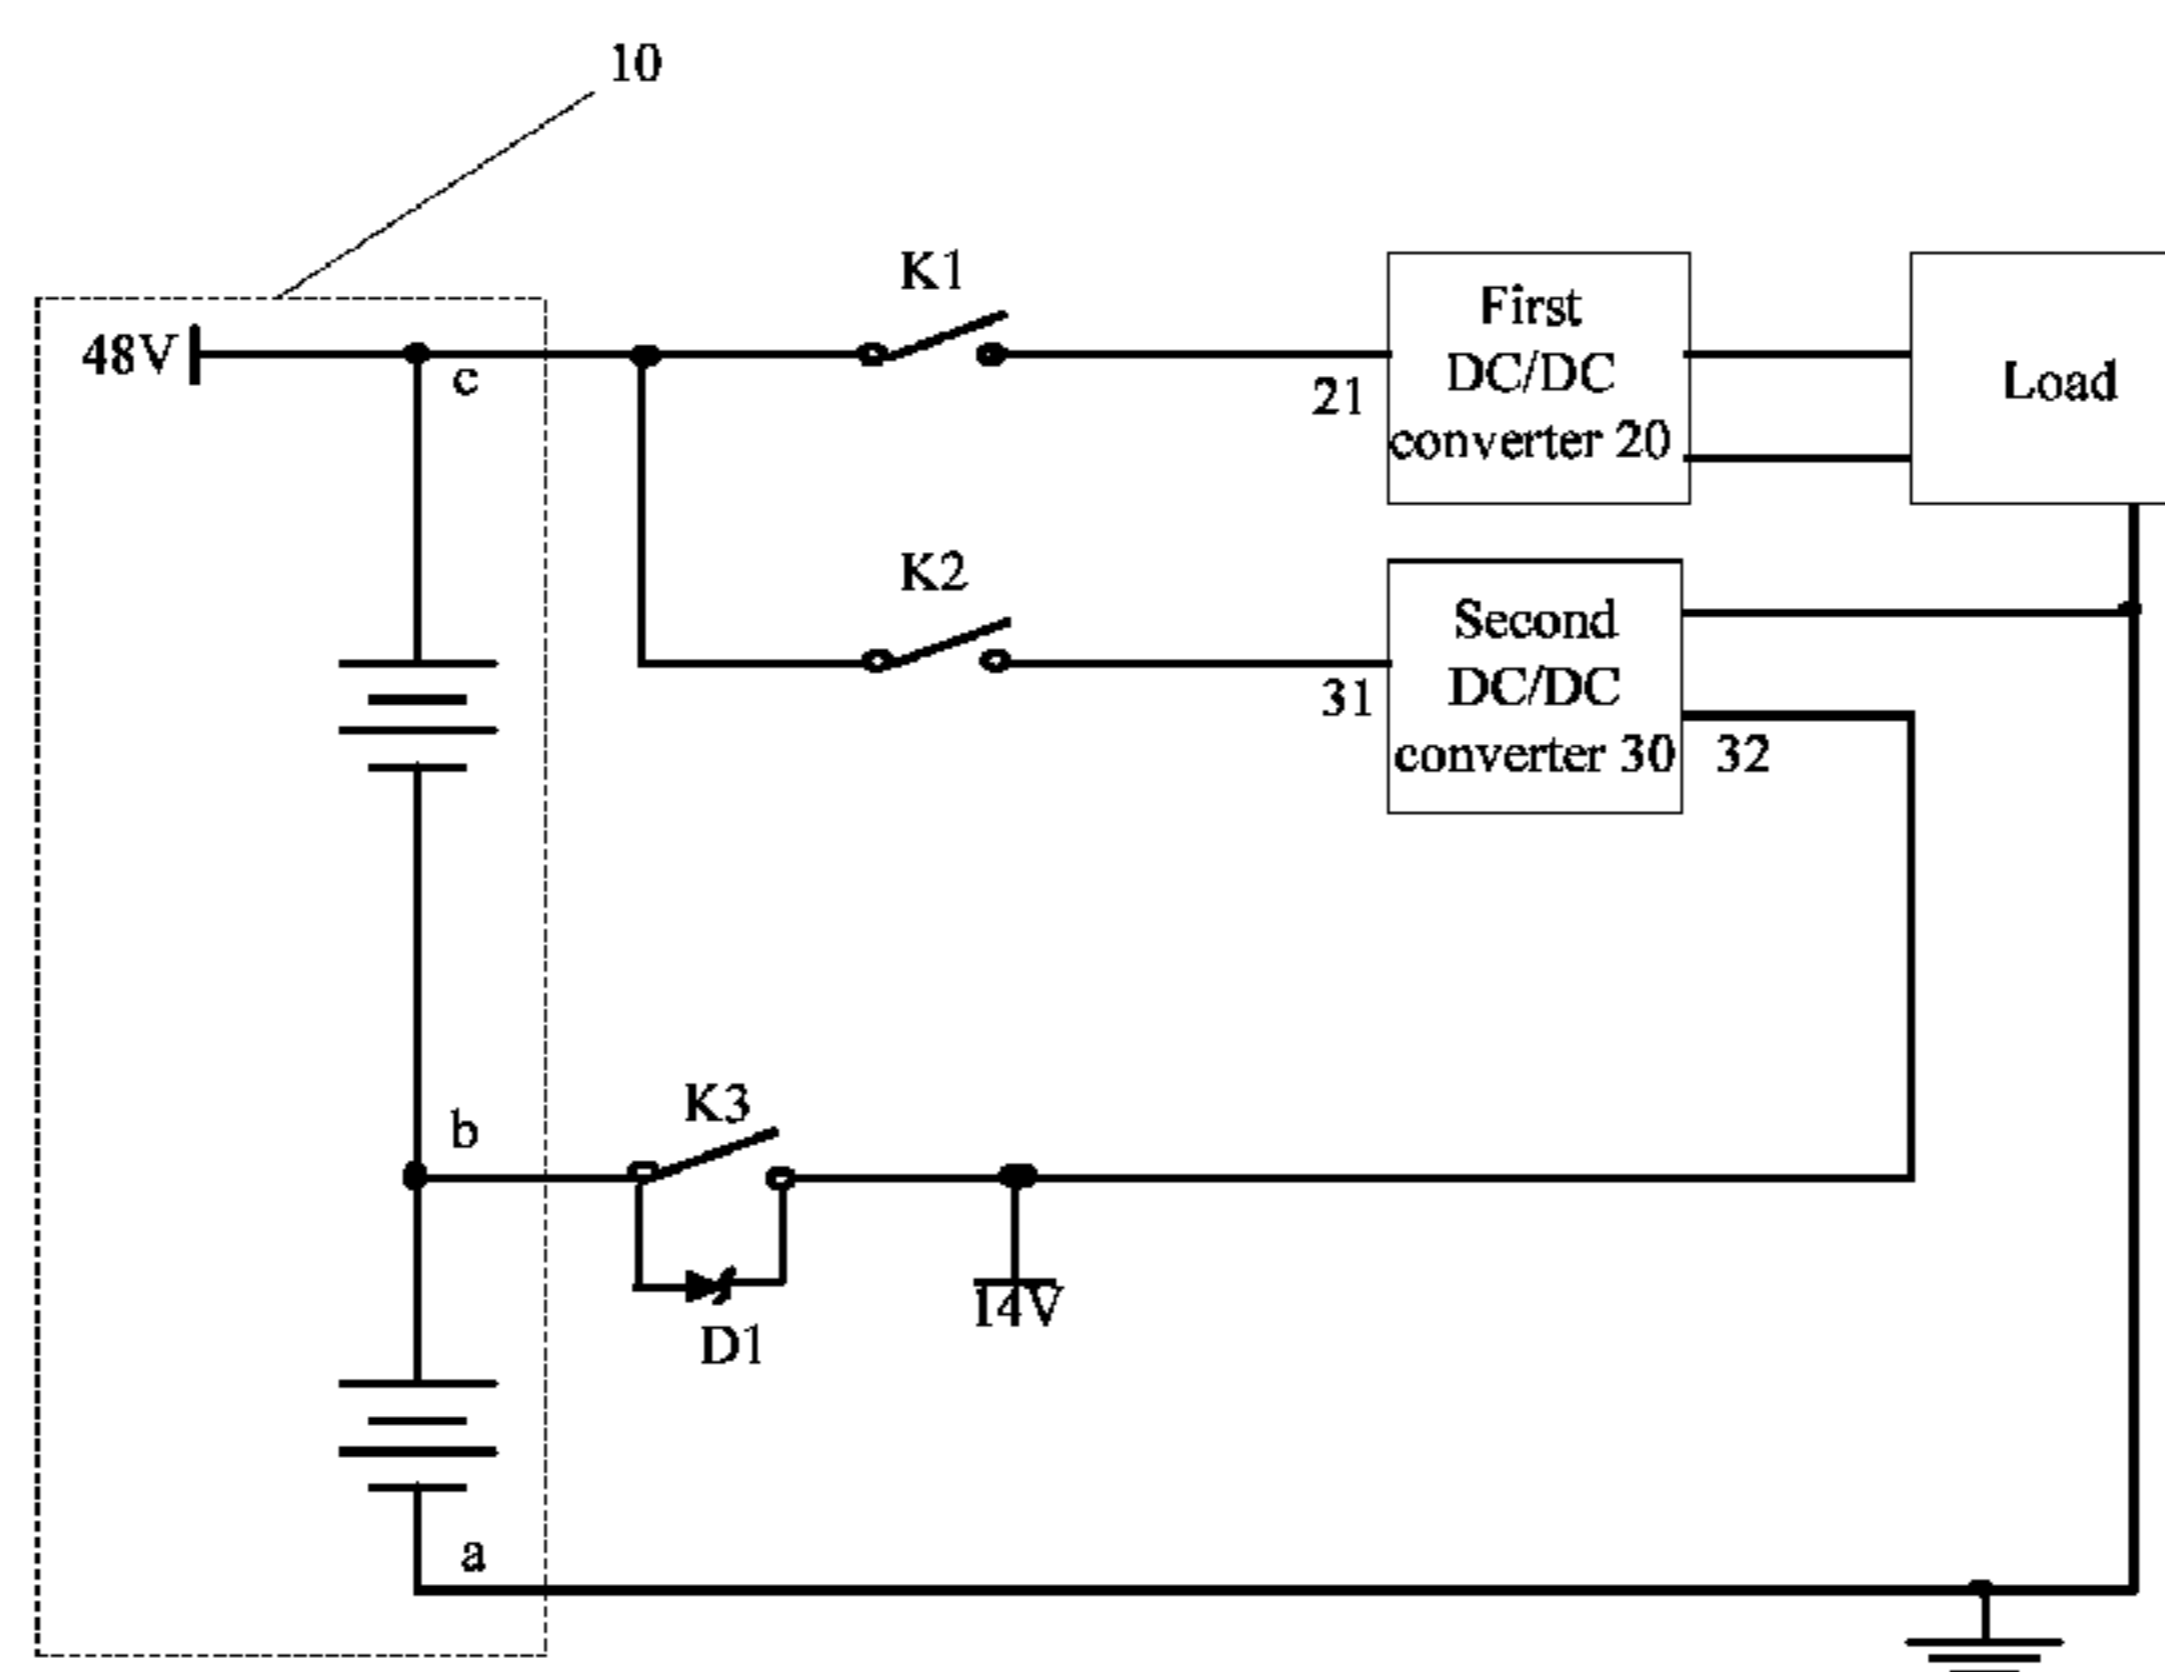 10
K1
48V
c
21
First
DC/DC
converter 20
Load
K2
31
Second
DC/DC
converter 30
32
K3
b
D1
14V
a